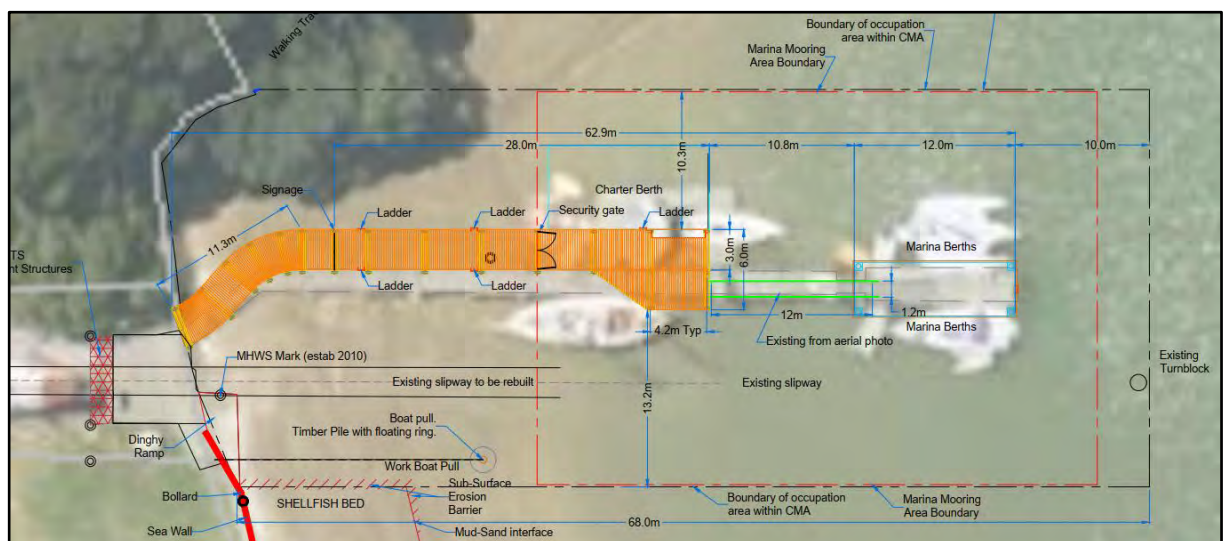 Walking Tra
Boundary of occupation
area within CMA
Marina Mooring
Area Boundary
62.9m
28.0m
10.3m
10.8m
12.0m
10.0m
Signage
Charter Berth
Ladder
Ladder
Security gate
Ladder
11.3m
3.0m
6.0m
Marina Berths
TS
nt Structures
Ladder
Ladder
12m
1.2m
Marina Berths
4.2m Typ
Existing from aerial photo
MHWS Mark (estab 2010)
Existing
Turnblock
Existing slipway to be rebuilt
Existing slipway
13.2m
Boat pull.
Timber Pile with floating ring.
Dinghy
Ramp
Work Boat Pull
Sub-Surface
Erosion
Barrier
Bollard
SHELLFISH BED
Boundary of occupation
area within CMA
Marina Mooring
Area Boundary
Sea Wall
Mud-Sand interface
68.0m